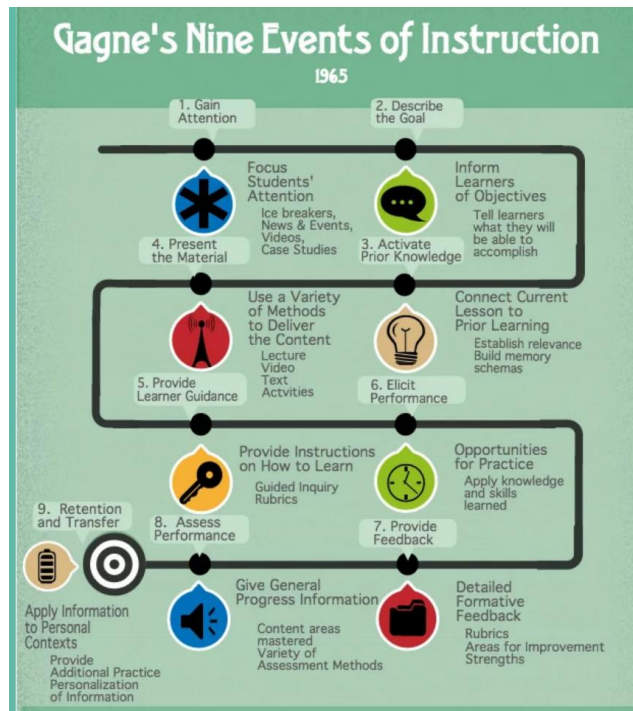 Gagne's Nine Events of Instruction
1965
1. Gain
Attention
Focus
Students'
Attention
Ice breakers,
News & Events,
Videos,
Case Studies
2. Describe
the Goal
Inform
Learners
of Objectives
Tell learners
what they will
be able to
accomplish
3. Activate
Prior Knowledge
Connect Current
Lesson to
Prior Learning
Establish relevance
Build memory
schemas
4. Present
the Material
Use a Variety
of Methods
to Deliver
the Content
Lecture
Video
Text
Actvities
5. Provide
Learner Guidance
Provide Instructions
on How to Learn
Guided Inquiry
Rubrics
6. Elicit
Performance
Opportunities
for Practice
Apply knowledge
and skills
learned
7. Provide
Feedback
Detailed
Formative
Feedback
Rubrics
Areas for Improvement
Strengths
8. Assess
Performance
Give General
Progress Information
Content areas
mastered
Variety of
Assessment Methods
9. Retention
and Transfer
Apply Information
to Personal
Contexts
Provide
Additional Practice
Personalization
of Information